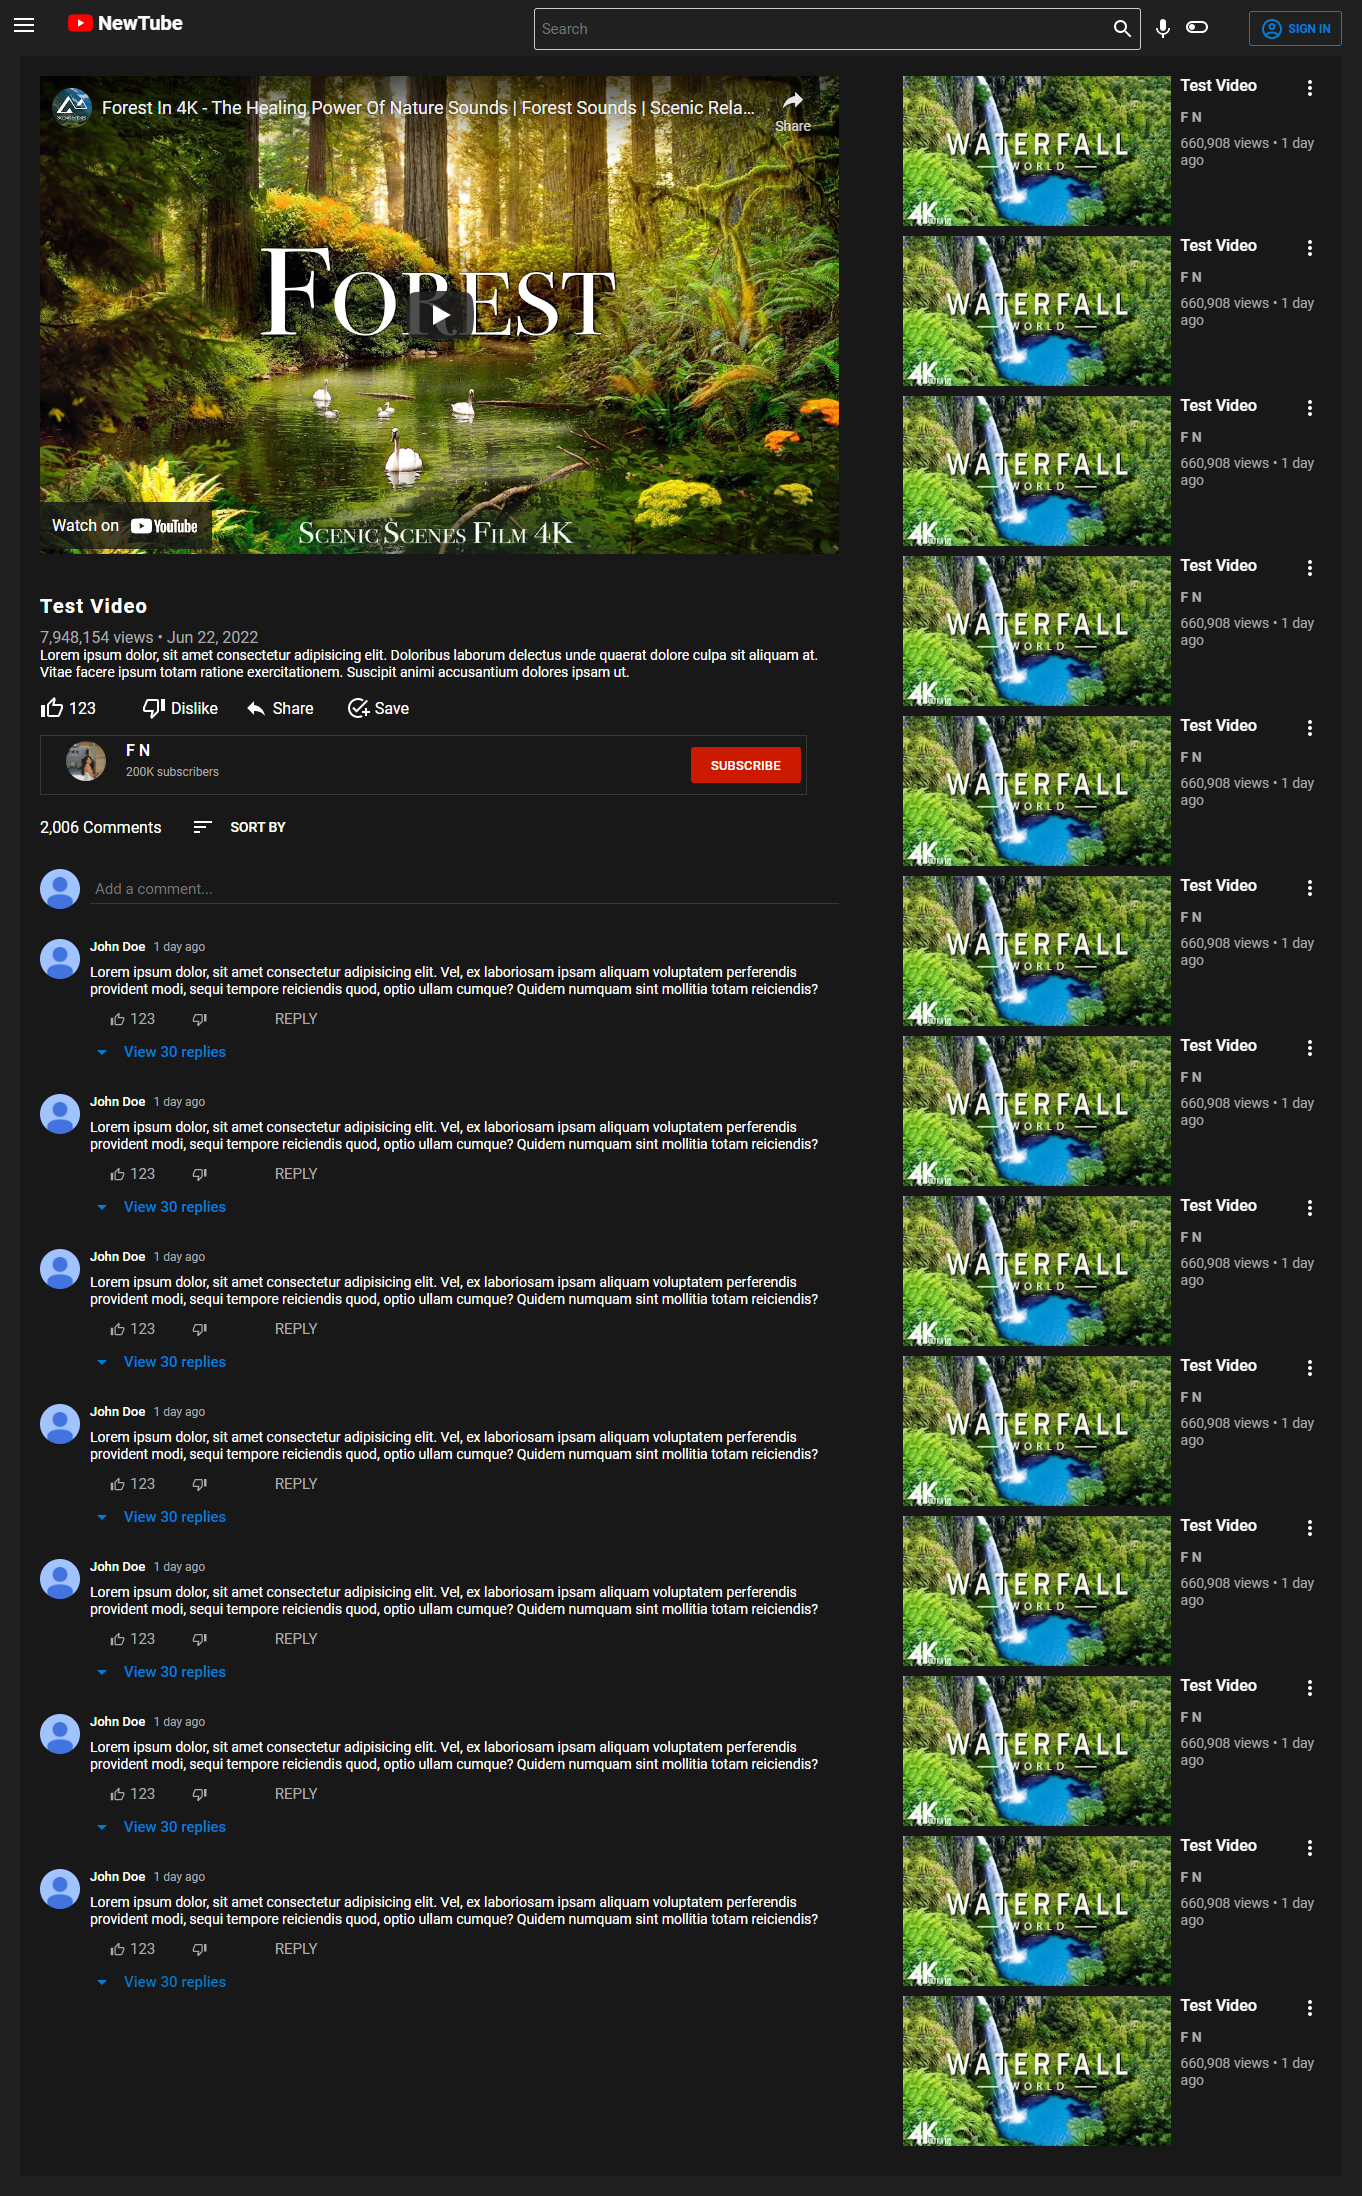 NewTube
Search
SIGN IN
Forest In 4K - The Healing Power Of Nature Sounds | Forest Sounds | Scenic Rela...
Share
FOREST
Watch on YouTube
SCENIC SCENES FILM 4K
Test Video
7,948,154 views • Jun 22, 2022
Lorem ipsum dolor, sit amet consectetur adipisicing elit. Doloribus laborum delectus unde quaerat dolore culpa sit aliquam at.
Vitae facere ipsum totam ratione exercitationem. Suscipit animi accusantium dolores ipsam ut.
123 Dislike Share Save
F N
200K subscribers
SUBSCRIBE
2,006 Comments SORT BY
Add a comment...
John Doe 1 day ago
Lorem ipsum dolor, sit amet consectetur adipisicing elit. Vel, ex laboriosam ipsam aliquam voluptatem perferendis
provident modi, sequi tempore reiciendis quod, optio ullam cumque? Quidem numquam sint mollitia totam reiciendis?
123 REPLY
View 30 replies
John Doe 1 day ago
Lorem ipsum dolor, sit amet consectetur adipisicing elit. Vel, ex laboriosam ipsam aliquam voluptatem perferendis
provident modi, sequi tempore reiciendis quod, optio ullam cumque? Quidem numquam sint mollitia totam reiciendis?
123 REPLY
View 30 replies
John Doe 1 day ago
Lorem ipsum dolor, sit amet consectetur adipisicing elit. Vel, ex laboriosam ipsam aliquam voluptatem perferendis
provident modi, sequi tempore reiciendis quod, optio ullam cumque? Quidem numquam sint mollitia totam reiciendis?
123 REPLY
View 30 replies
John Doe 1 day ago
Lorem ipsum dolor, sit amet consectetur adipisicing elit. Vel, ex laboriosam ipsam aliquam voluptatem perferendis
provident modi, sequi tempore reiciendis quod, optio ullam cumque? Quidem numquam sint mollitia totam reiciendis?
123 REPLY
View 30 replies
John Doe 1 day ago
Lorem ipsum dolor, sit amet consectetur adipisicing elit. Vel, ex laboriosam ipsam aliquam voluptatem perferendis
provident modi, sequi tempore reiciendis quod, optio ullam cumque? Quidem numquam sint mollitia totam reiciendis?
123 REPLY
View 30 replies
John Doe 1 day ago
Lorem ipsum dolor, sit amet consectetur adipisicing elit. Vel, ex laboriosam ipsam aliquam voluptatem perferendis
provident modi, sequi tempore reiciendis quod, optio ullam cumque? Quidem numquam sint mollitia totam reiciendis?
123 REPLY
View 30 replies
John Doe 1 day ago
Lorem ipsum dolor, sit amet consectetur adipisicing elit. Vel, ex laboriosam ipsam aliquam voluptatem perferendis
provident modi, sequi tempore reiciendis quod, optio ullam cumque? Quidem numquam sint mollitia totam reiciendis?
123 REPLY
View 30 replies
WATERFALL
WORLD
4K
ULTRA HD
Test Video
F N
660,908 views • 1 day
ago
WATERFALL
WORLD
4K
ULTRA HD
Test Video
F N
660,908 views • 1 day
ago
WATERFALL
WORLD
4K
ULTRA HD
Test Video
F N
660,908 views • 1 day
ago
WATERFALL
WORLD
4K
ULTRA HD
Test Video
F N
660,908 views • 1 day
ago
WATERFALL
WORLD
4K
ULTRA HD
Test Video
F N
660,908 views • 1 day
ago
WATERFALL
WORLD
4K
ULTRA HD
Test Video
F N
660,908 views • 1 day
ago
WATERFALL
WORLD
4K
ULTRA HD
Test Video
F N
660,908 views • 1 day
ago
WATERFALL
WORLD
4K
ULTRA HD
Test Video
F N
660,908 views • 1 day
ago
WATERFALL
WORLD
4K
ULTRA HD
Test Video
F N
660,908 views • 1 day
ago
WATERFALL
WORLD
4K
ULTRA HD
Test Video
F N
660,908 views • 1 day
ago
WATERFALL
WORLD
4K
ULTRA HD
Test Video
F N
660,908 views • 1 day
ago
WATERFALL
WORLD
4K
ULTRA HD
Test Video
F N
660,908 views • 1 day
ago
WATERFALL
WORLD
4K
ULTRA HD
Test Video
F N
660,908 views • 1 day
ago